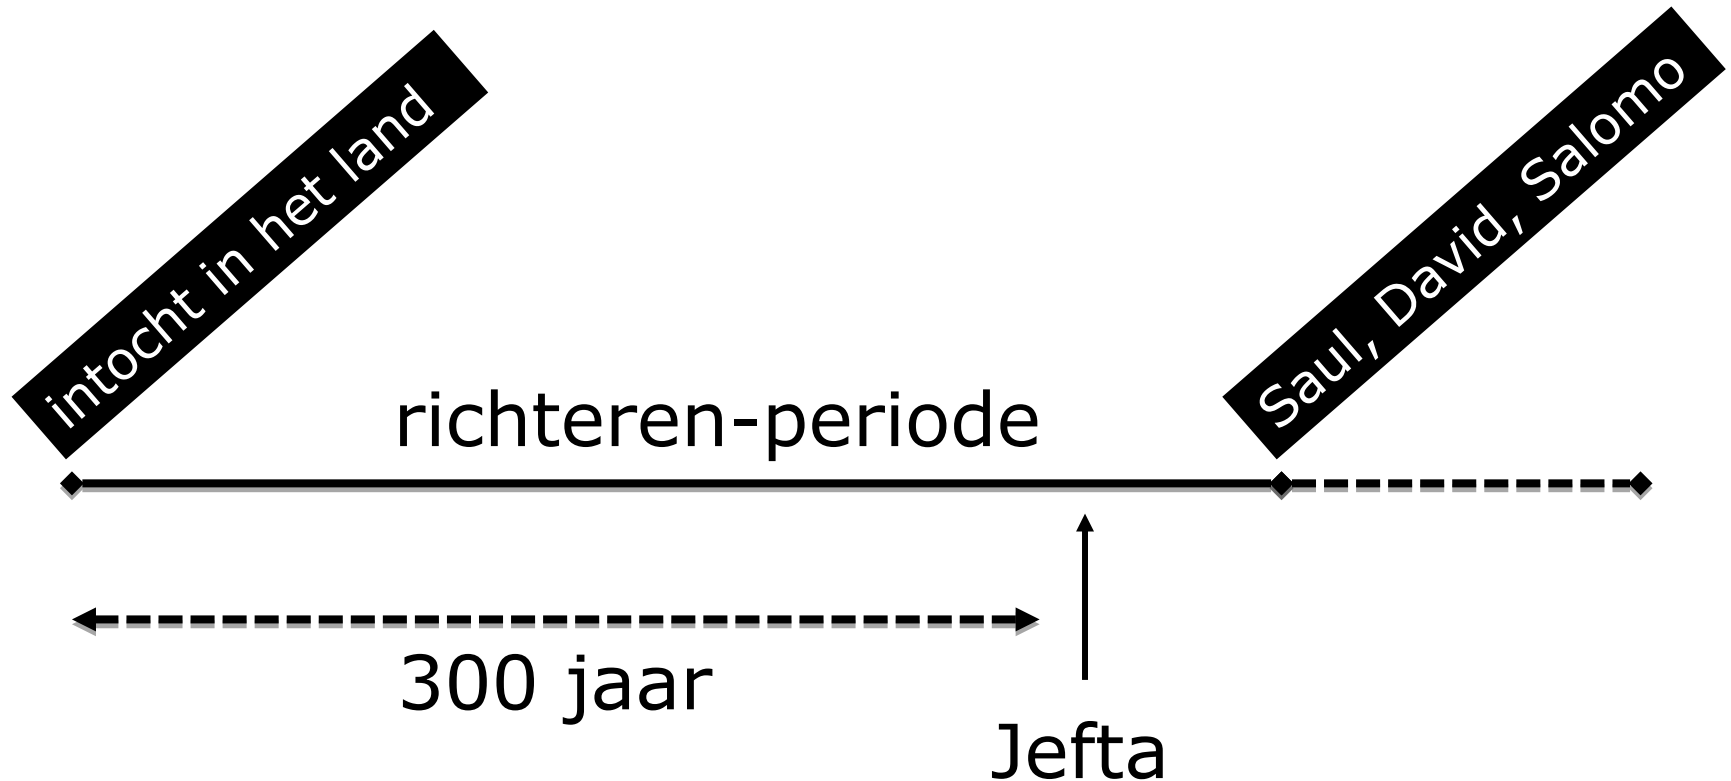 intocht in het land
Saul, David, Salomo
richteren-periode
300 jaar
Jefta